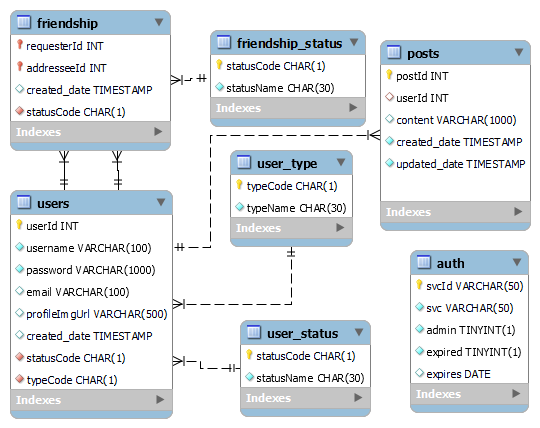 friendship
requesterId INT
addresseeId INT
created_date TIMESTAMP
statusCode CHAR(1)
Indexes
friendship_status
statusCode CHAR(1)
statusName CHAR(30)
Indexes
posts
postId INT
userId INT
content VARCHAR(1000)
created_date TIMESTAMP
updated_date TIMESTAMP
Indexes
user_type
typeCode CHAR(1)
typeName CHAR(30)
Indexes
users
userId INT
username VARCHAR(100)
password VARCHAR(1000)
email VARCHAR(100)
profileImgUrl VARCHAR(500)
created_date TIMESTAMP
statusCode CHAR(1)
typeCode CHAR(1)
Indexes
user_status
statusCode CHAR(1)
statusName CHAR(30)
Indexes
auth
svcId VARCHAR(50)
svc VARCHAR(50)
admin TINYINT(1)
expired TINYINT(1)
expires DATE
Indexes